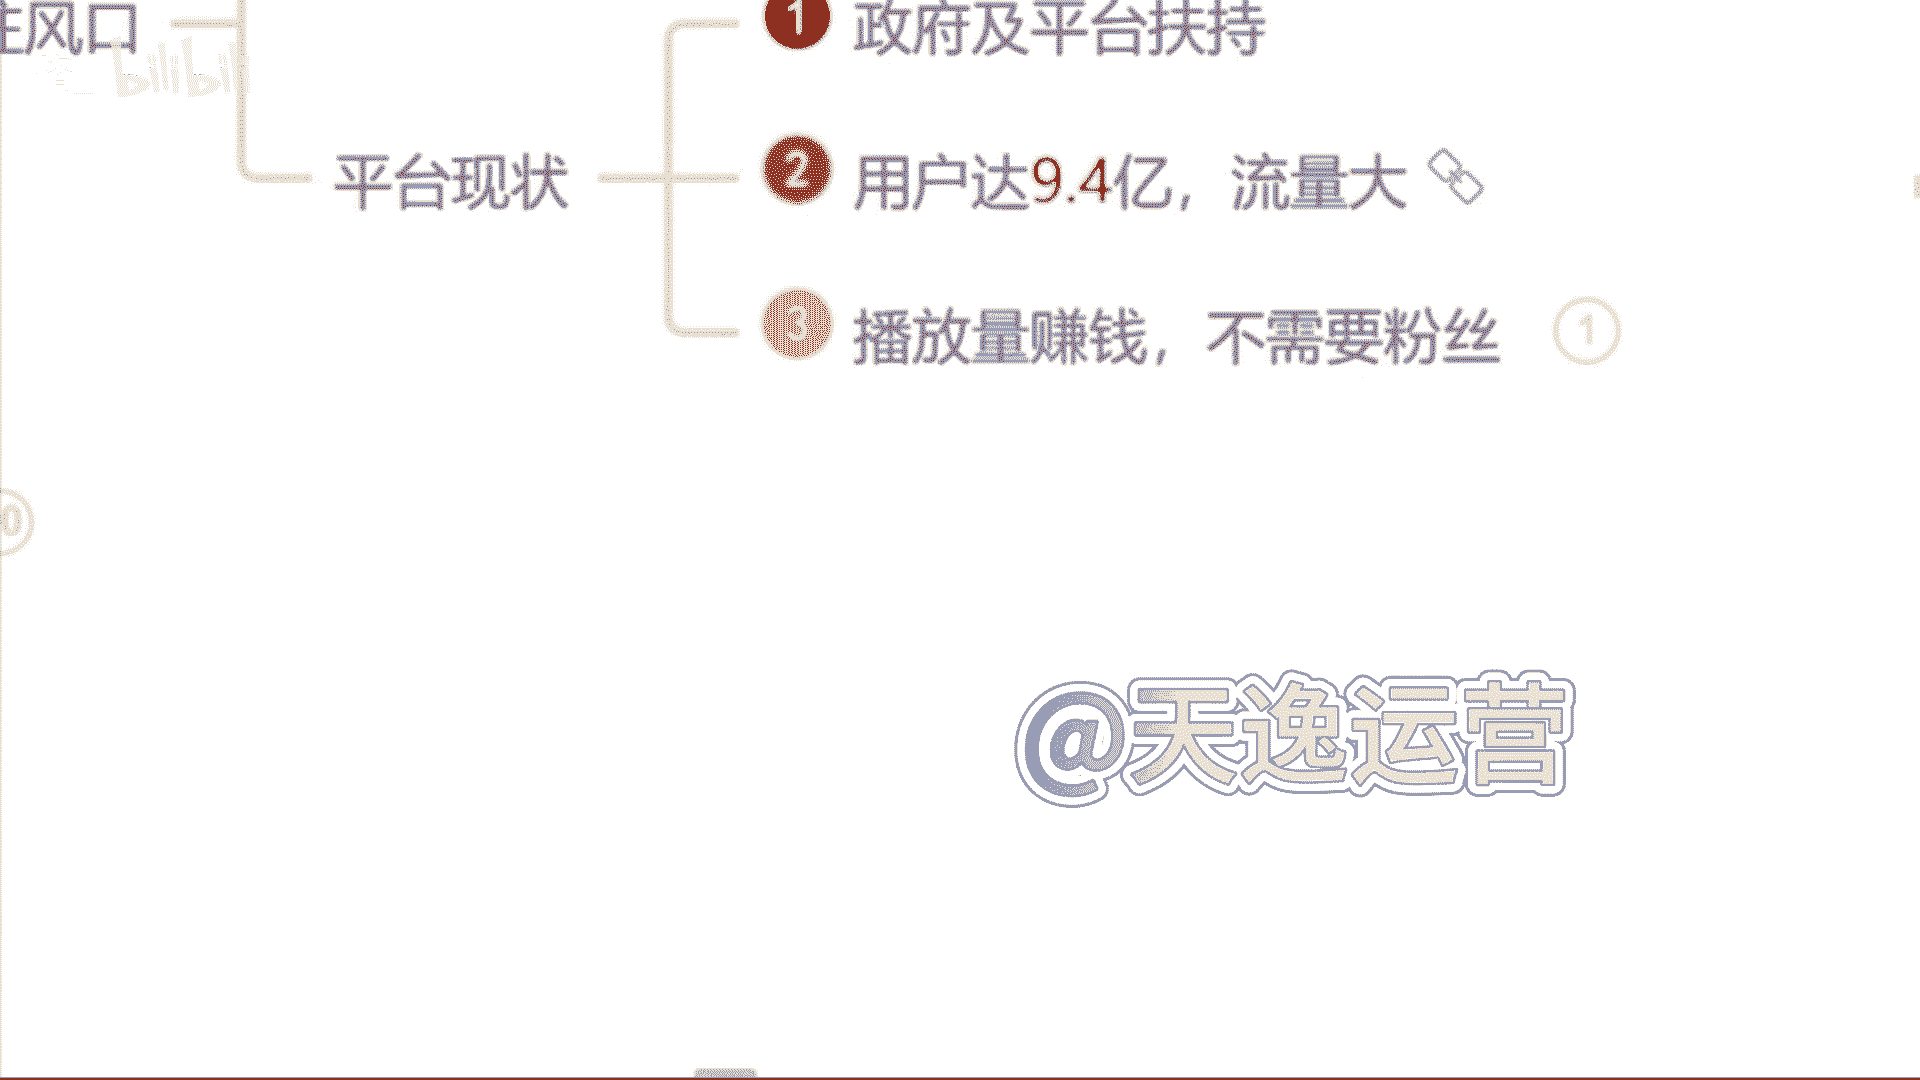 风口
bilibili
1 政府及平台扶持
平台现状
2 用户达9.4亿，流量大
3 播放量赚钱，不需要粉丝 1
0
@天逸运营